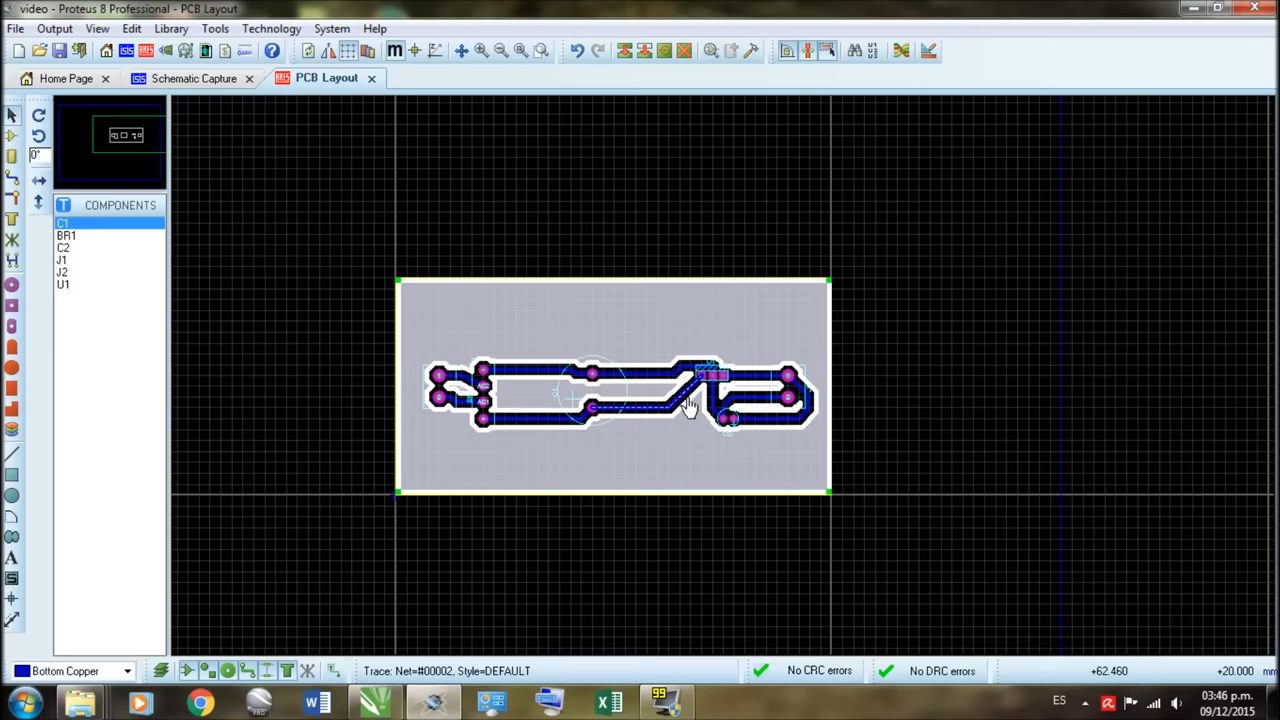 video - Proteus 8 Professional - PCB Layout
File Output View Edit Library Technology System Help
Home Page Schematic Capture PCB Layout
0°
COMPONENTS
C1
BR1
C2
J1
J2
U1
Bottom Copper
Trace: Net=#00002, Style=DEFAULT
No CRC errors
No DRC errors
+62.460
+20.000
ES
03:46 p.m.
09/12/2015